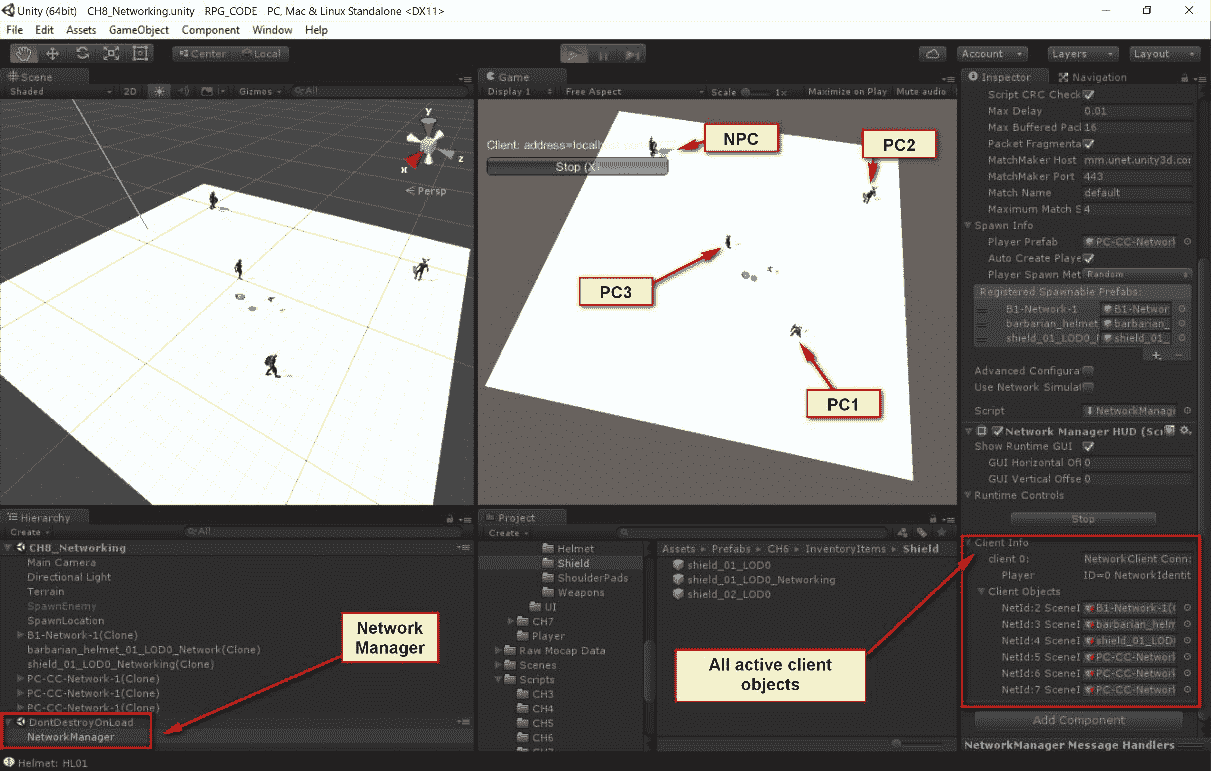 Unity (64bit) - CH8_Networking.unity - RPG_CODE - PC, Mac & Linux Standalone <DX11>
File Edit Assets GameObject Component Window Help
Center Local
Account Layers Layout
Scene
Shaded 2D Gizmos All
y
z
x
Persp
Game
Display 1 Free Aspect Scale 1x Maximize on Play Mute audio
Client: address=local
Stop (X
NPC
PC2
PC3
PC1
Inspector Navigation
Script CRC Check
Max Delay 0.01
Max Buffered Pack 16
Packet Fragmenta
MatchMaker Host mm.unet.unity3d.con
MatchMaker Port 443
Match Name default
Maximum Match S 4
Spawn Info
Player Prefab PC-CC-Network
Auto Create Playe
Player Spawn Met Random
Registered Spawnable Prefabs:
B1-Network-1 B1-Networ
barbarian_helmet barbarian_
shield_01_LOD0_ shield_01_
Advanced Configura
Use Network Simulat
Script NetworkManag
Network Manager HUD (Scr
Show Runtime GUI
GUI Horizontal Off 0
GUI Vertical Offse 0
Runtime Controls
Stop
Client Info
client 0: NetworkClient Conn:
Player ID=0 NetworkIdentit
Client Objects
NetId:2 SceneI B1-Network-1(
NetId:3 SceneI barbarian_helm
NetId:4 SceneI shield_01_LOD
NetId:5 SceneI PC-CC-Network
NetId:6 SceneI PC-CC-Network
NetId:7 SceneI PC-CC-Network
Add Component
NetworkManager Message Handlers
Hierarchy
Create All
CH8_Networking
Main Camera
Directional Light
Terrain
SpawnEnemy
SpawnLocation
B1-Network-1(Clone)
barbarian_helmet_01_LOD0_Network(Clone)
shield_01_LOD0_Networking(Clone)
PC-CC-Network-1(Clone)
PC-CC-Network-1(Clone)
PC-CC-Network-1(Clone)
DontDestroyOnLoad
NetworkManager
Network
Manager
Project
Create
Helmet
Shield
ShoulderPads
Weapons
UI
CH7
Player
Raw Mocap Data
Scenes
Scripts
CH3
CH4
CH5
CH6
CH7
Assets Prefabs CH6 InventoryItems Shield
shield_01_LOD0
shield_01_LOD0_Networking
shield_02_LOD0
All active client
objects
Helmet: HL01